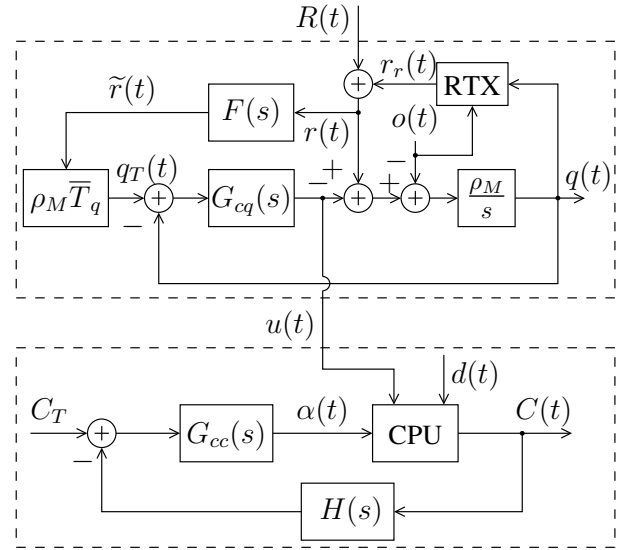 R(t)
r̃(t)
r_r(t)
+
RTX
F(s)
r(t)
o(t)
ρ_M T̅_q
q_T(t)
+
−
G_cq(s)
−
+
+
+
−
+
ρ_M/s
q(t)
u(t)
d(t)
C_T
+
−
G_cc(s)
α(t)
CPU
C(t)
H(s)